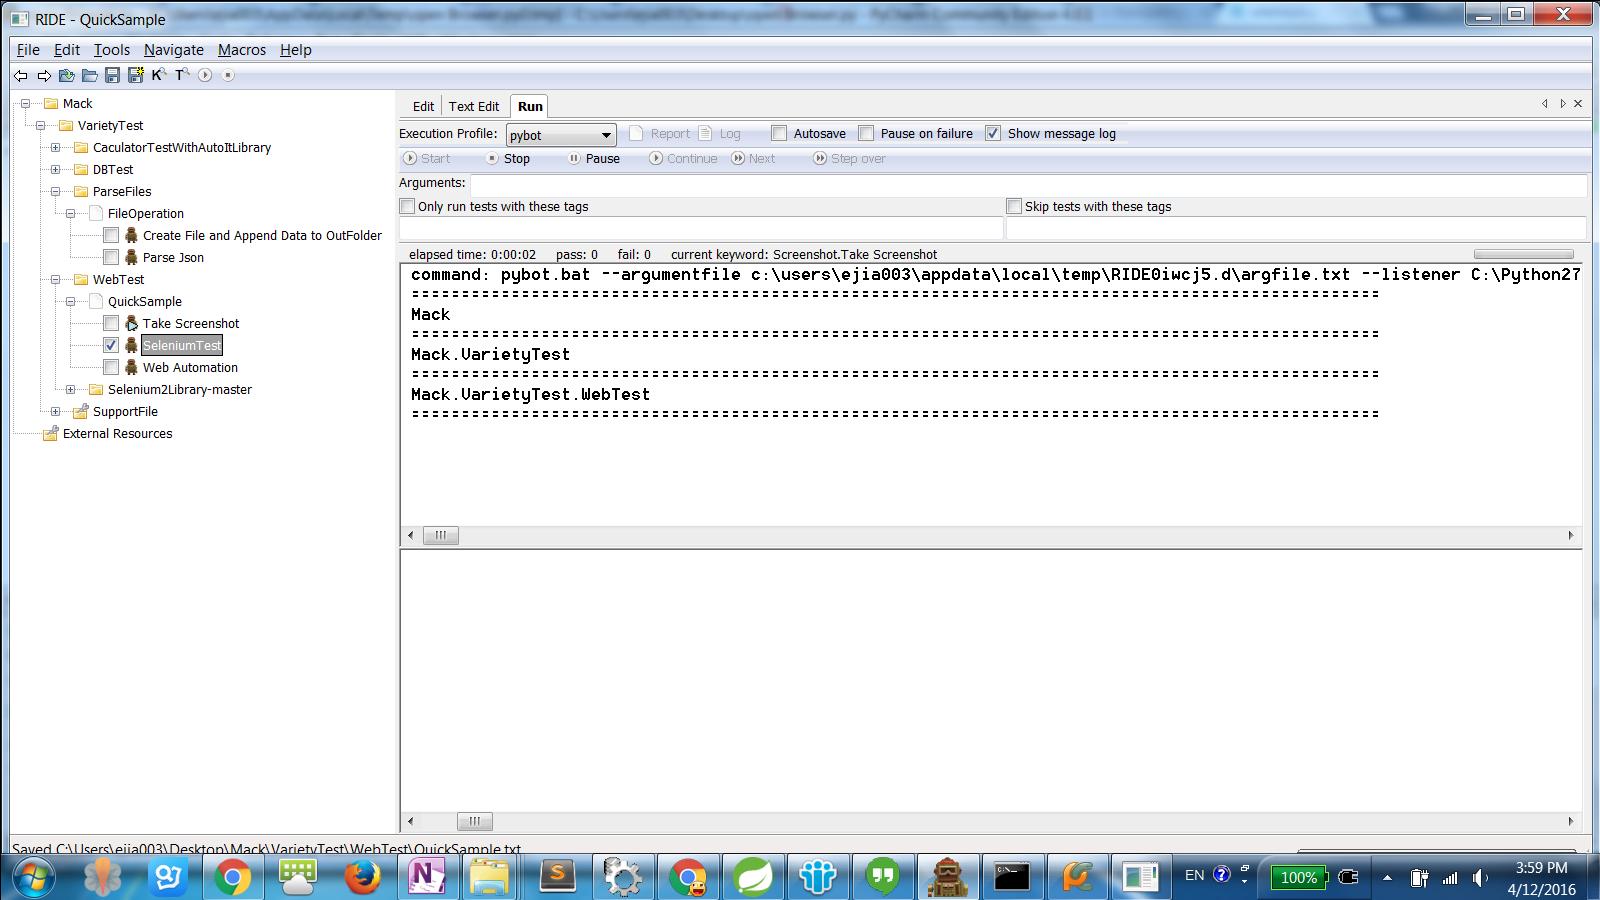 RIDE - QuickSample
File Edit Tools Navigate Macros Help
K T
Mack
VarietyTest
CaculatorTestWithAutoItLibrary
DBTest
ParseFiles
FileOperation
Create File and Append Data to OutFolder
Parse Json
WebTest
QuickSample
Take Screenshot
SeleniumTest
Web Automation
Selenium2Library-master
SupportFile
External Resources
Edit Text Edit Run
Execution Profile: pybot Report Log Autosave Pause on failure Show message log
Start Stop Pause Continue Next Step over
Arguments:
Only run tests with these tags Skip tests with these tags
elapsed time: 0:00:02 pass: 0 fail: 0 current keyword: Screenshot.Take Screenshot
command: pybot.bat --argumentfile c:\users\ejia003\appdata\local\temp\RIDE0iwcj5.d\argfile.txt --listener C:\Python27
Mack
Mack.VarietyTest
Mack.VarietyTest.WebTest
Saved C:\Users\ejia003\Desktop\Mack\VarietyTest\WebTest\QuickSample.txt
EN 100% 3:59 PM
4/12/2016